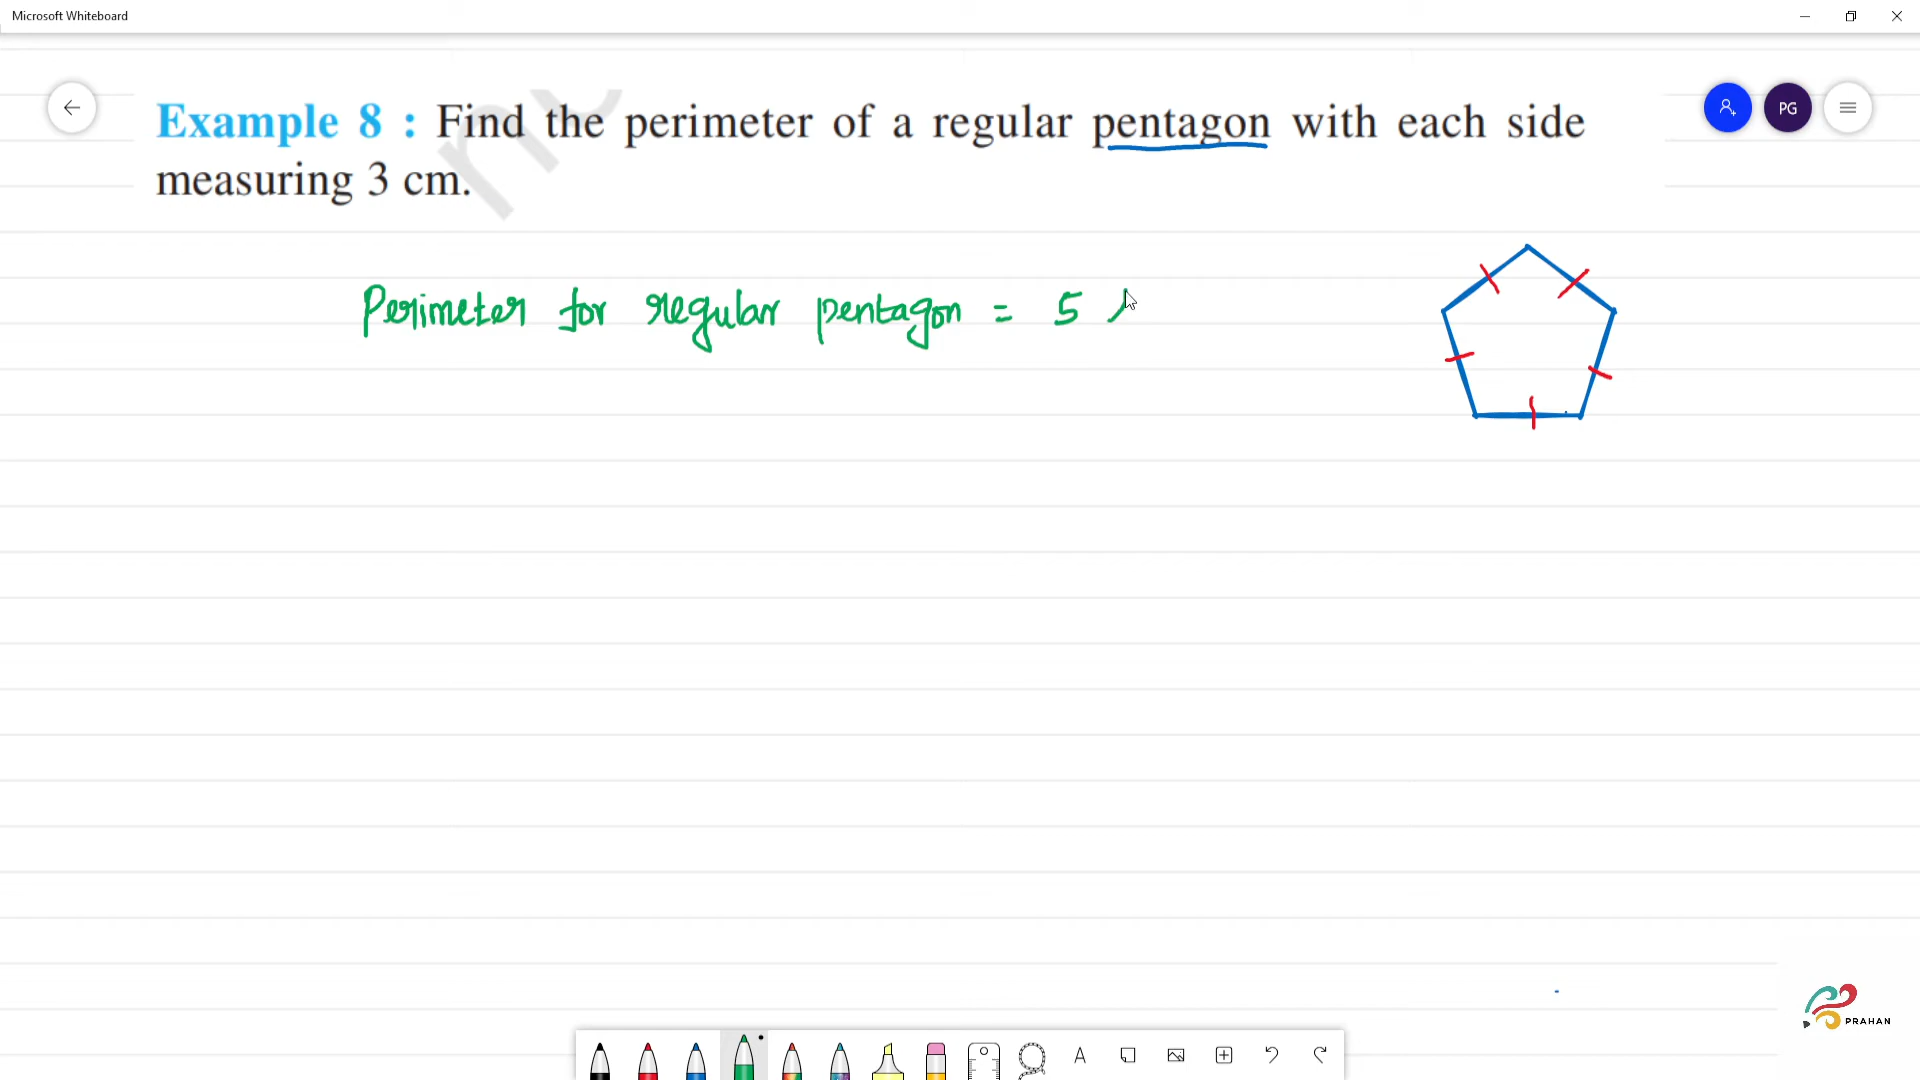 Microsoft Whiteboard
Example 8 : Find the perimeter of a regular pentagon with each side
PG
measuring 3 cm.
Perimeter for regular pentagon = 5
PRAHAN
A